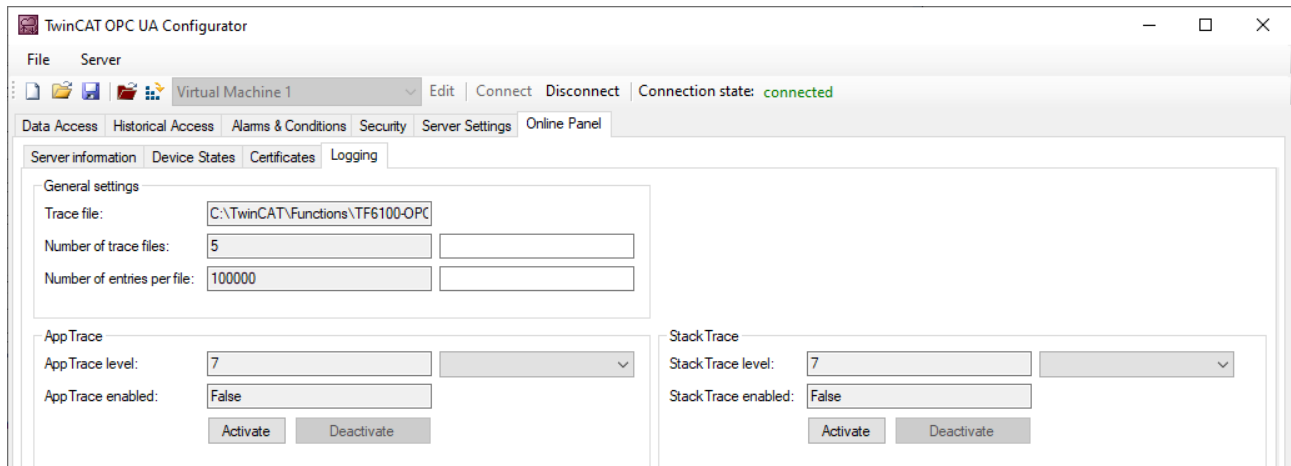 TwinCAT OPC UA Configurator
File Server
Virtual Machine 1 Edit Connect Disconnect Connection state: connected
Data Access Historical Access Alarms & Conditions Security Server Settings Online Panel
Server information Device States Certificates Logging
General settings
Trace file: C:\TwinCAT\Functions\TF6100-OPC
Number of trace files: 5
Number of entries per file: 100000
AppTrace
AppTrace level: 7
AppTrace enabled: False
Activate Deactivate
StackTrace
StackTrace level: 7
StackTrace enabled: False
Activate Deactivate